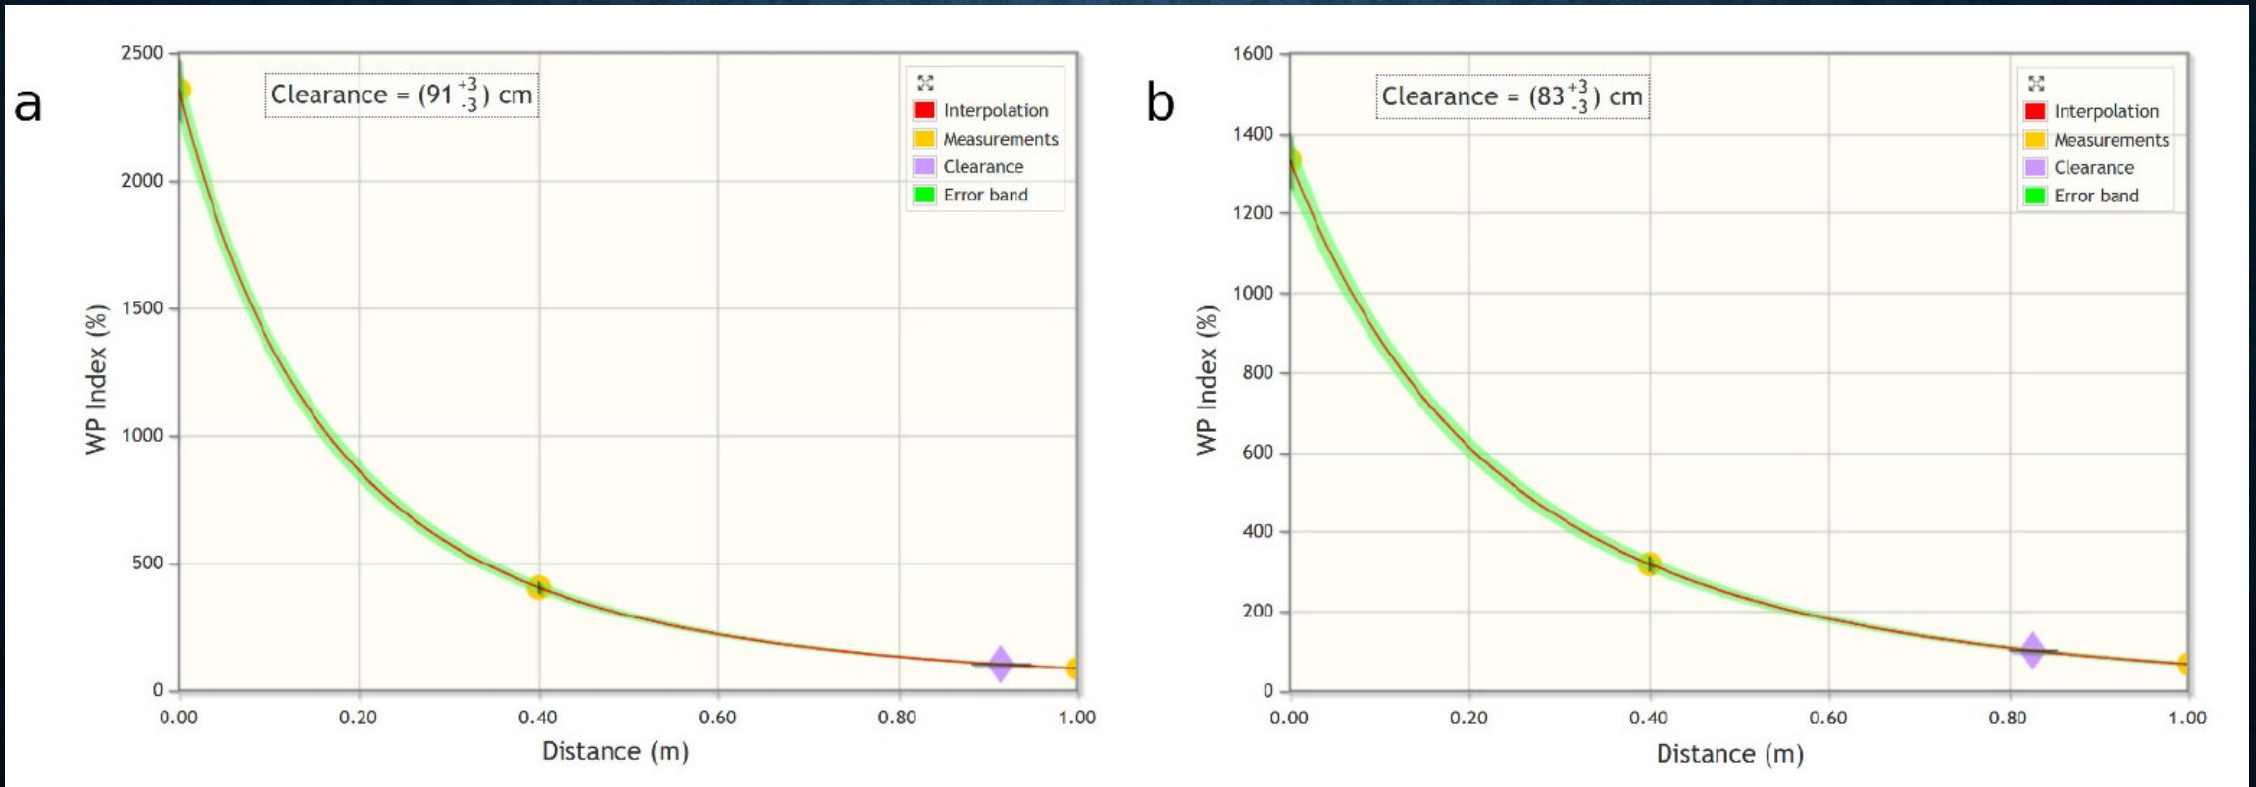 a
Clearance = (91 +3 -3) cm
Interpolation
Measurements
Clearance
Error band
2500
2000
1500
1000
500
0
WP Index (%)
0.00 0.20 0.40 0.60 0.80 1.00
Distance (m)
b
Clearance = (83 +3 -3) cm
Interpolation
Measurements
Clearance
Error band
1600
1400
1200
1000
800
600
400
200
0
WP Index (%)
0.00 0.20 0.40 0.60 0.80 1.00
Distance (m)